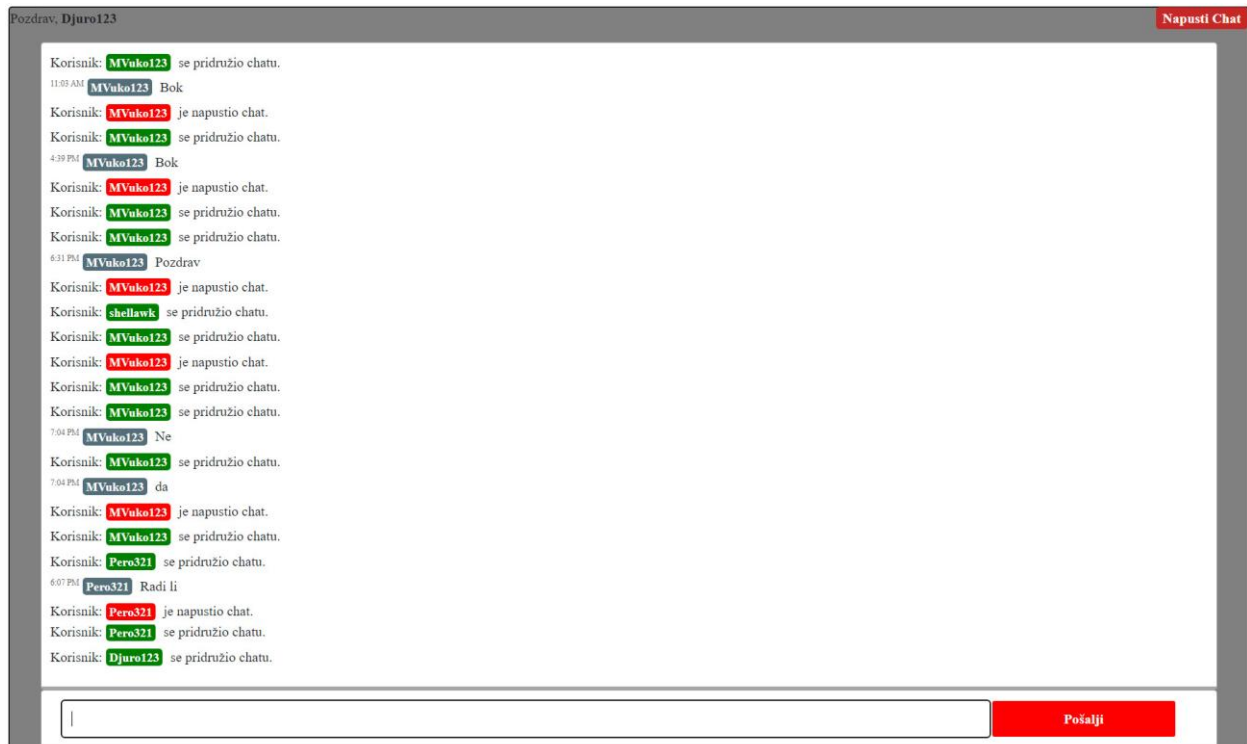 Pozdrav, Djuro123
Napusti Chat
Korisnik: MVuko123 se pridružio chatu.
11:03 AM MVuko123 Bok
Korisnik: MVuko123 je napustio chat.
Korisnik: MVuko123 se pridružio chatu.
4:39 PM MVuko123 Bok
Korisnik: MVuko123 je napustio chat.
Korisnik: MVuko123 se pridružio chatu.
Korisnik: MVuko123 se pridružio chatu.
6:31 PM MVuko123 Pozdrav
Korisnik: MVuko123 je napustio chat.
Korisnik: shellawk se pridružio chatu.
Korisnik: MVuko123 se pridružio chatu.
Korisnik: MVuko123 je napustio chat.
Korisnik: MVuko123 se pridružio chatu.
Korisnik: MVuko123 se pridružio chatu.
7:04 PM MVuko123 Ne
Korisnik: MVuko123 se pridružio chatu.
7:04 PM MVuko123 da
Korisnik: MVuko123 je napustio chat.
Korisnik: MVuko123 se pridružio chatu.
Korisnik: Pero321 se pridružio chatu.
6:07 PM Pero321 Radi li
Korisnik: Pero321 je napustio chat.
Korisnik: Pero321 se pridružio chatu.
Korisnik: Djuro123 se pridružio chatu.
Pošalji